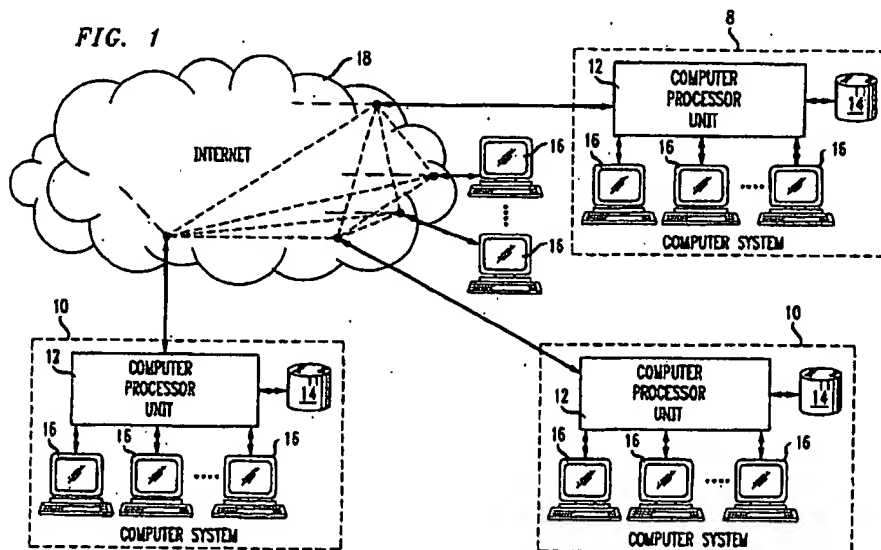 FIG. 1
18
INTERNET
16
16
8
12
COMPUTER
PROCESSOR
UNIT
14
16
16
16
COMPUTER SYSTEM
10
12
COMPUTER
PROCESSOR
UNIT
14
16
16
16
COMPUTER SYSTEM
10
12
COMPUTER
PROCESSOR
UNIT
14
16
16
16
COMPUTER SYSTEM